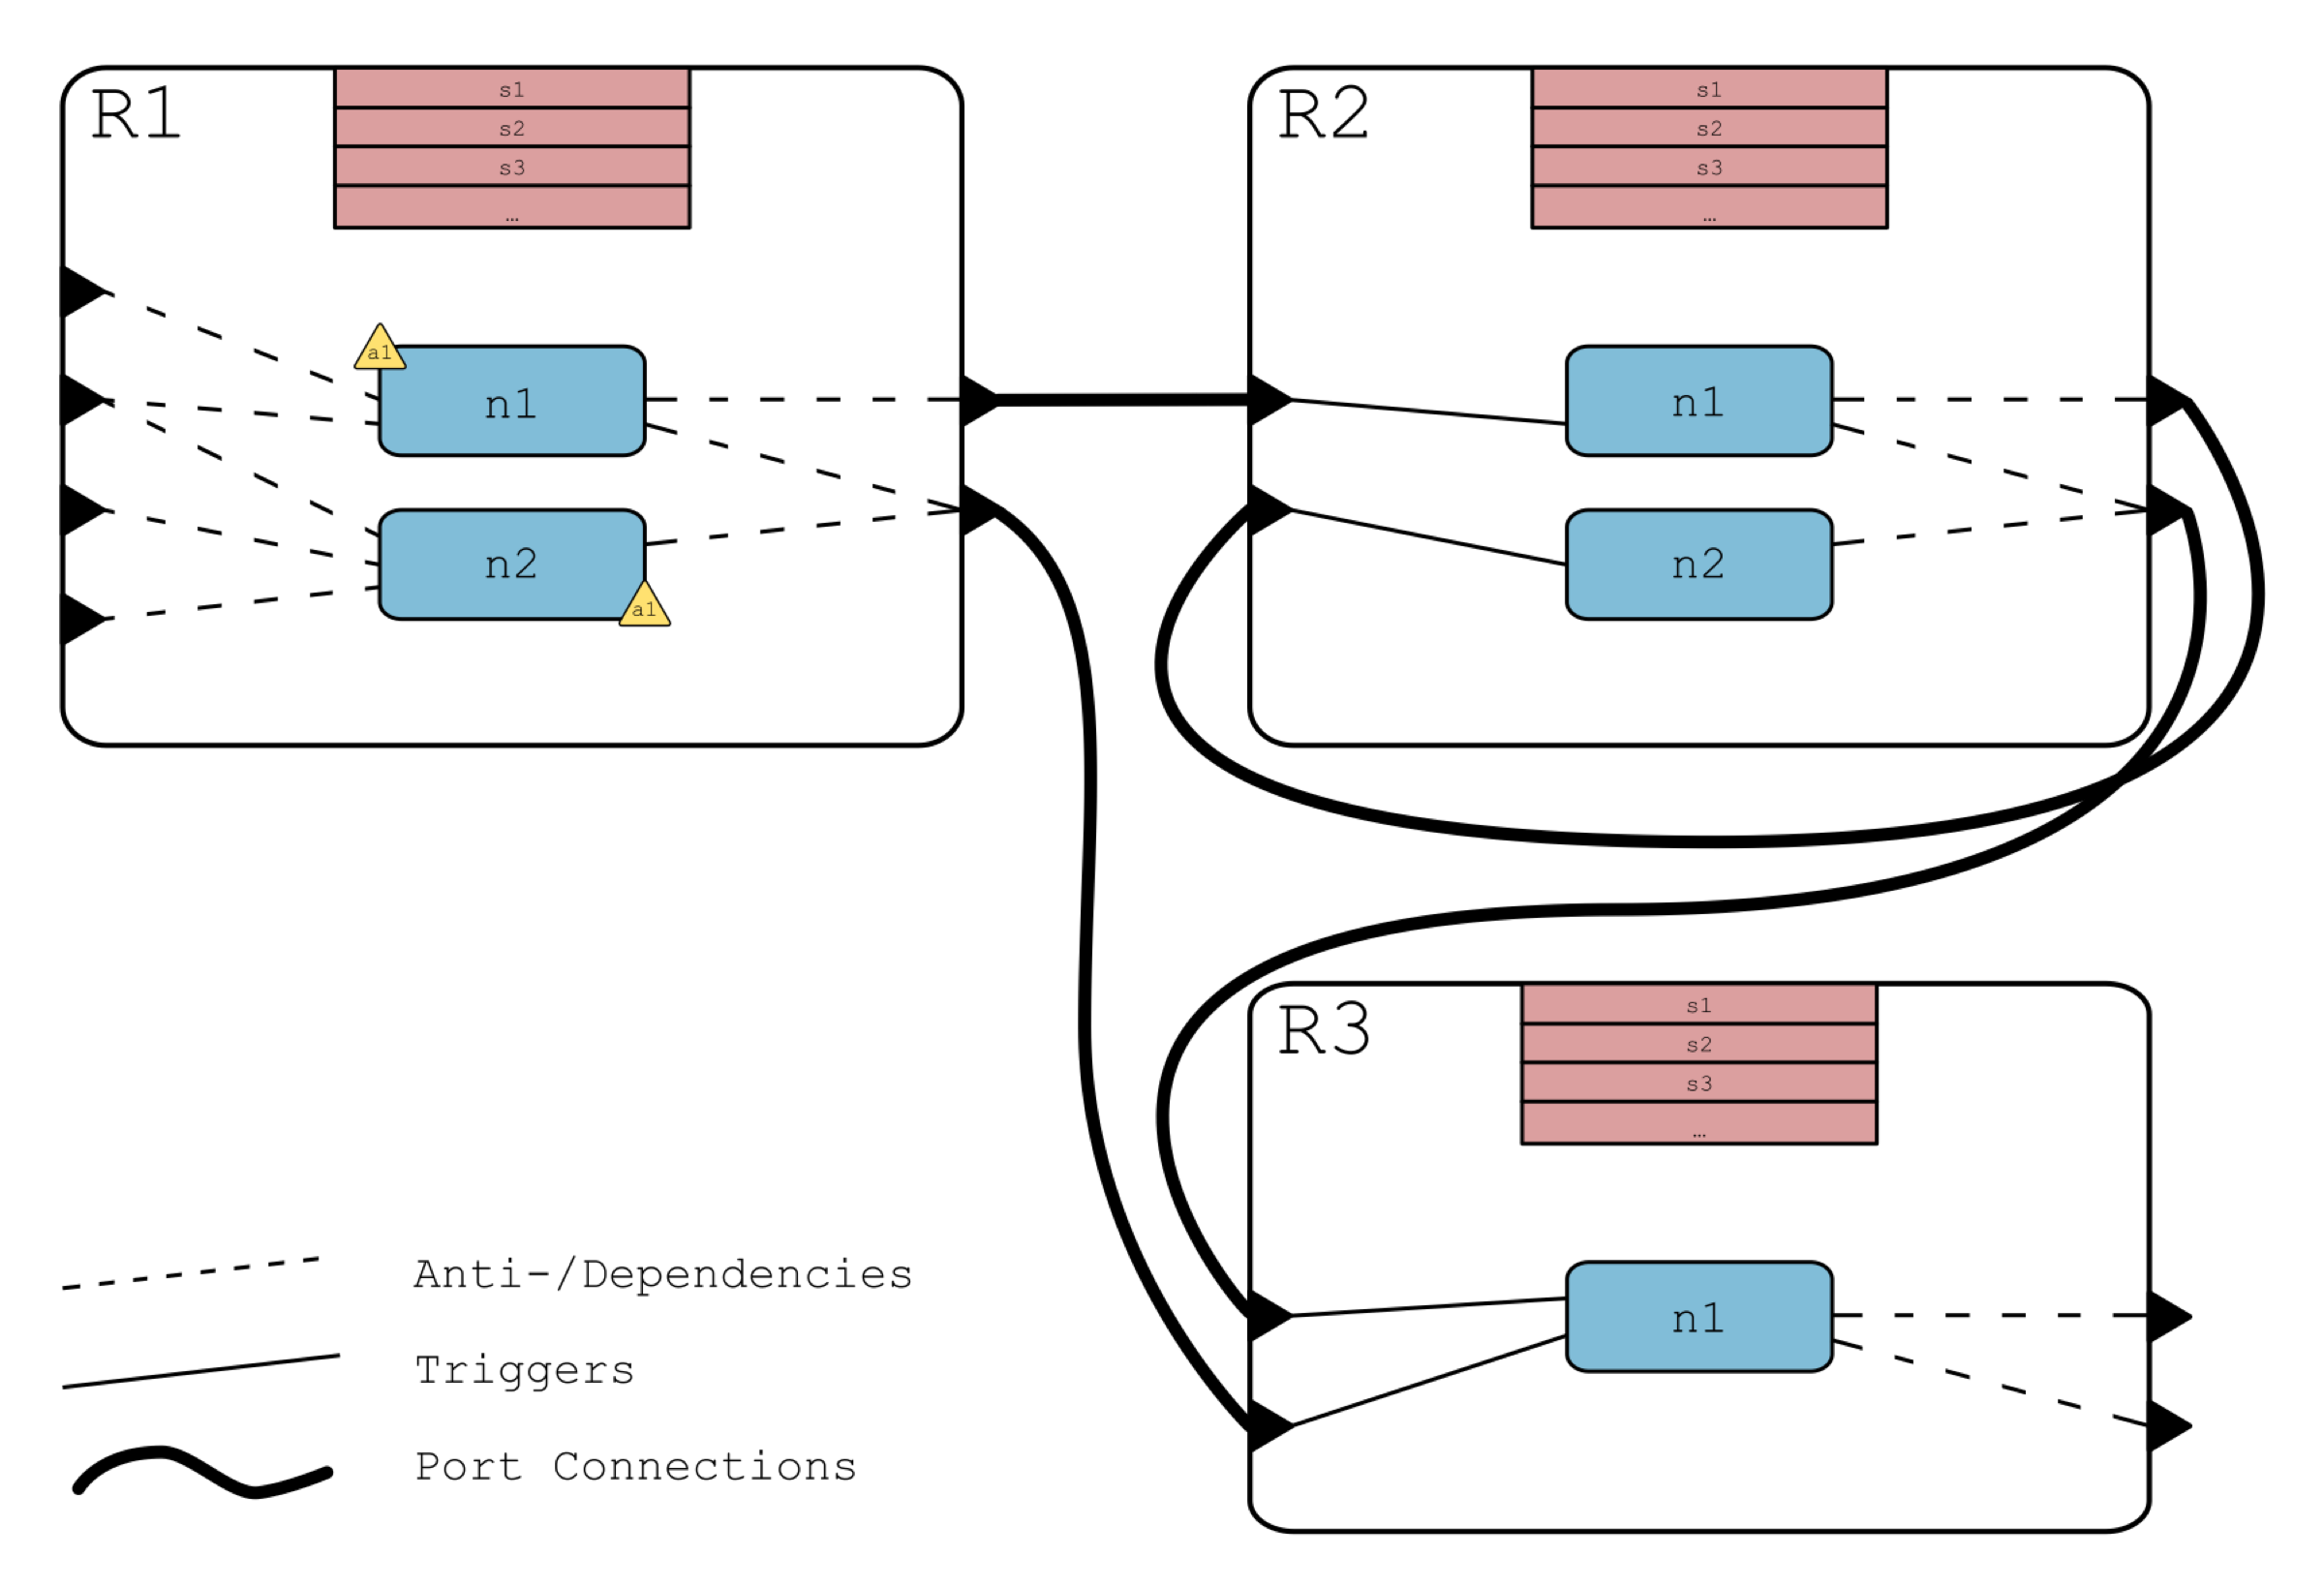 R1
s1
s2
s3
...
a1
n1
n2
a1
R2
s1
s2
s3
...
n1
n2
R3
s1
s2
s3
...
n1
Anti-/Dependencies
Triggers
Port Connections